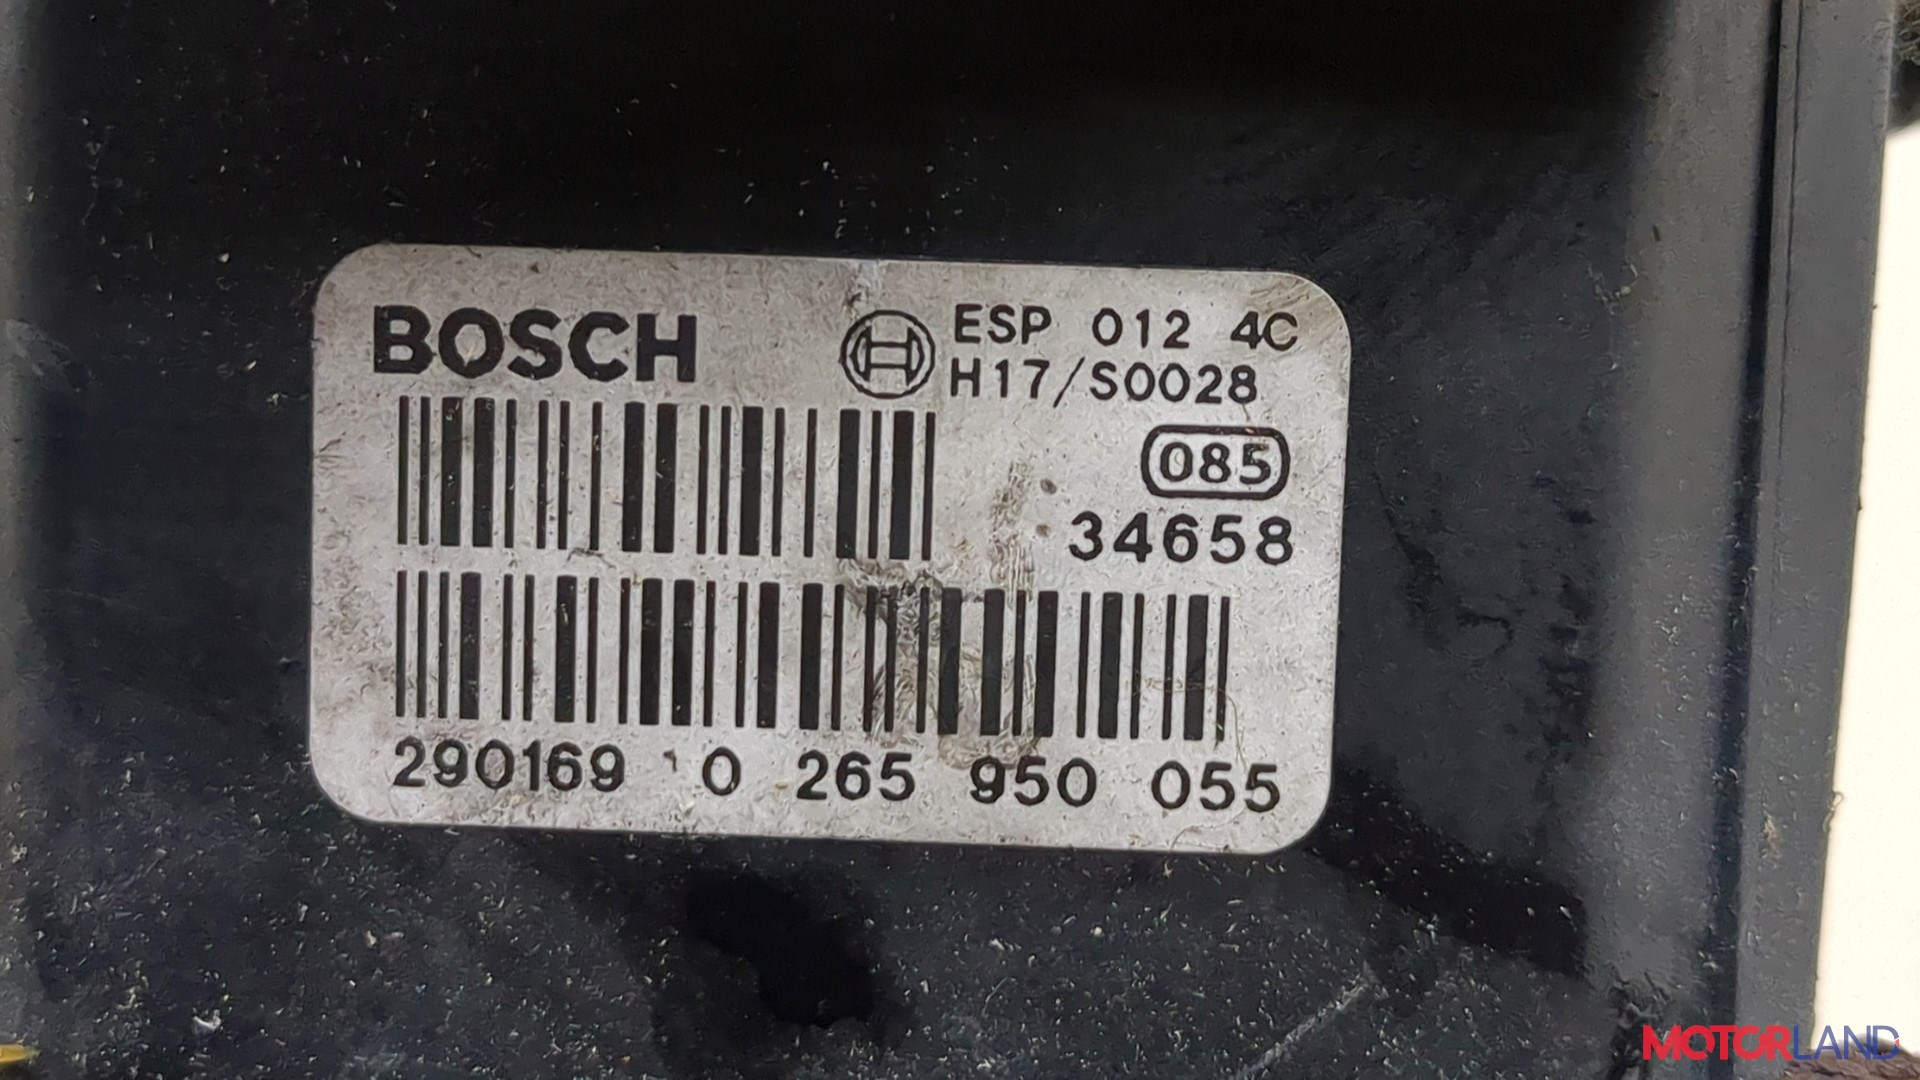 BOSCH
ESP 012 4C
H17/S0028
085
34658
290169 0 265 950 055
MOTORLAND